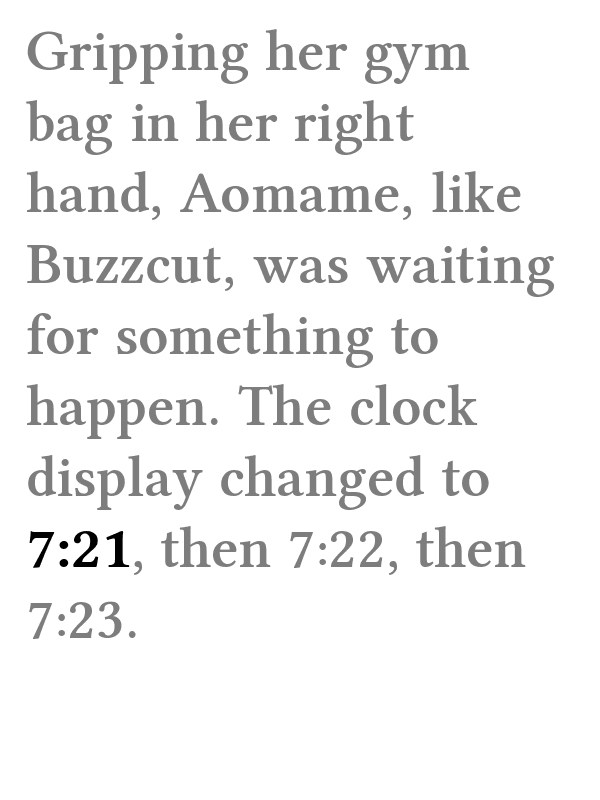 Gripping her gym
bag in her right
hand, Aomame, like
Buzzcut, was waiting
for something to
happen. The clock
display changed to
7:21, then 7:22, then
7:23.